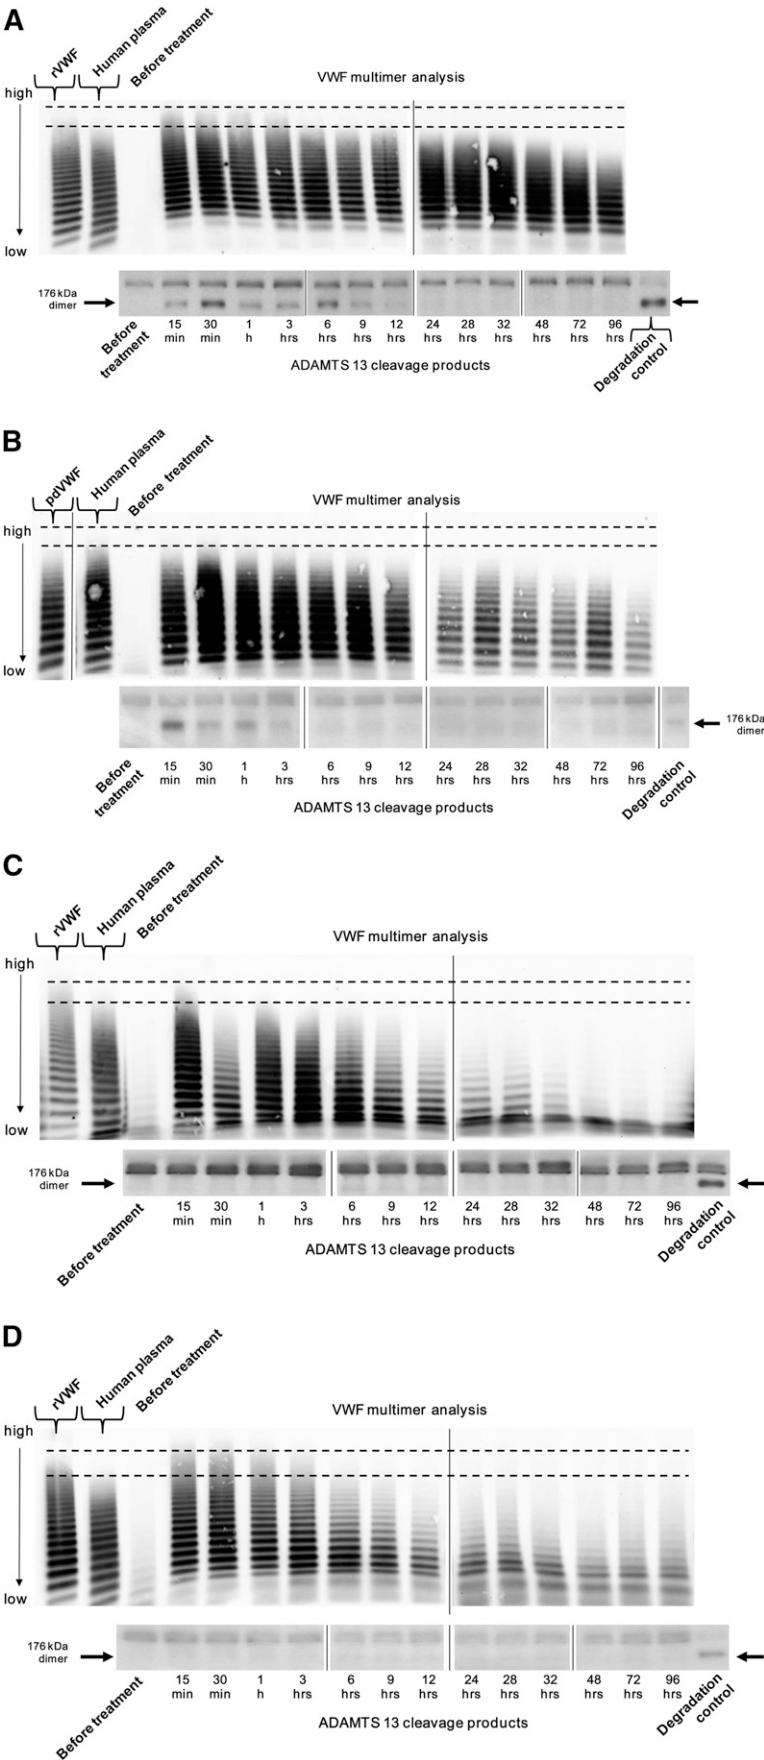 A
rVWF
Human plasma
Before treatment
VWF multimer analysis
high
low
176 kDa
dimer
Before
treatment
15
min
30
min
1
h
3
hrs
6
hrs
9
hrs
12
hrs
24
hrs
28
hrs
32
hrs
48
hrs
72
hrs
96
hrs
Degradation
control
ADAMTS 13 cleavage products
B
pdVWF
Human plasma
Before treatment
VWF multimer analysis
high
low
176 kDa
dimer
Before
treatment
15
min
30
min
1
h
3
hrs
6
hrs
9
hrs
12
hrs
24
hrs
28
hrs
32
hrs
48
hrs
72
hrs
96
hrs
Degradation
control
ADAMTS 13 cleavage products
C
rVWF
Human plasma
Before treatment
VWF multimer analysis
high
low
176 kDa
dimer
Before treatment
15
min
30
min
1
h
3
hrs
6
hrs
9
hrs
12
hrs
24
hrs
28
hrs
32
hrs
48
hrs
72
hrs
96
hrs
Degradation
control
ADAMTS 13 cleavage products
D
rVWF
Human plasma
Before treatment
VWF multimer analysis
high
low
176 kDa
dimer
Before treatment
15
min
30
min
1
h
3
hrs
6
hrs
9
hrs
12
hrs
24
hrs
28
hrs
32
hrs
48
hrs
72
hrs
96
hrs
Degradation
control
ADAMTS 13 cleavage products